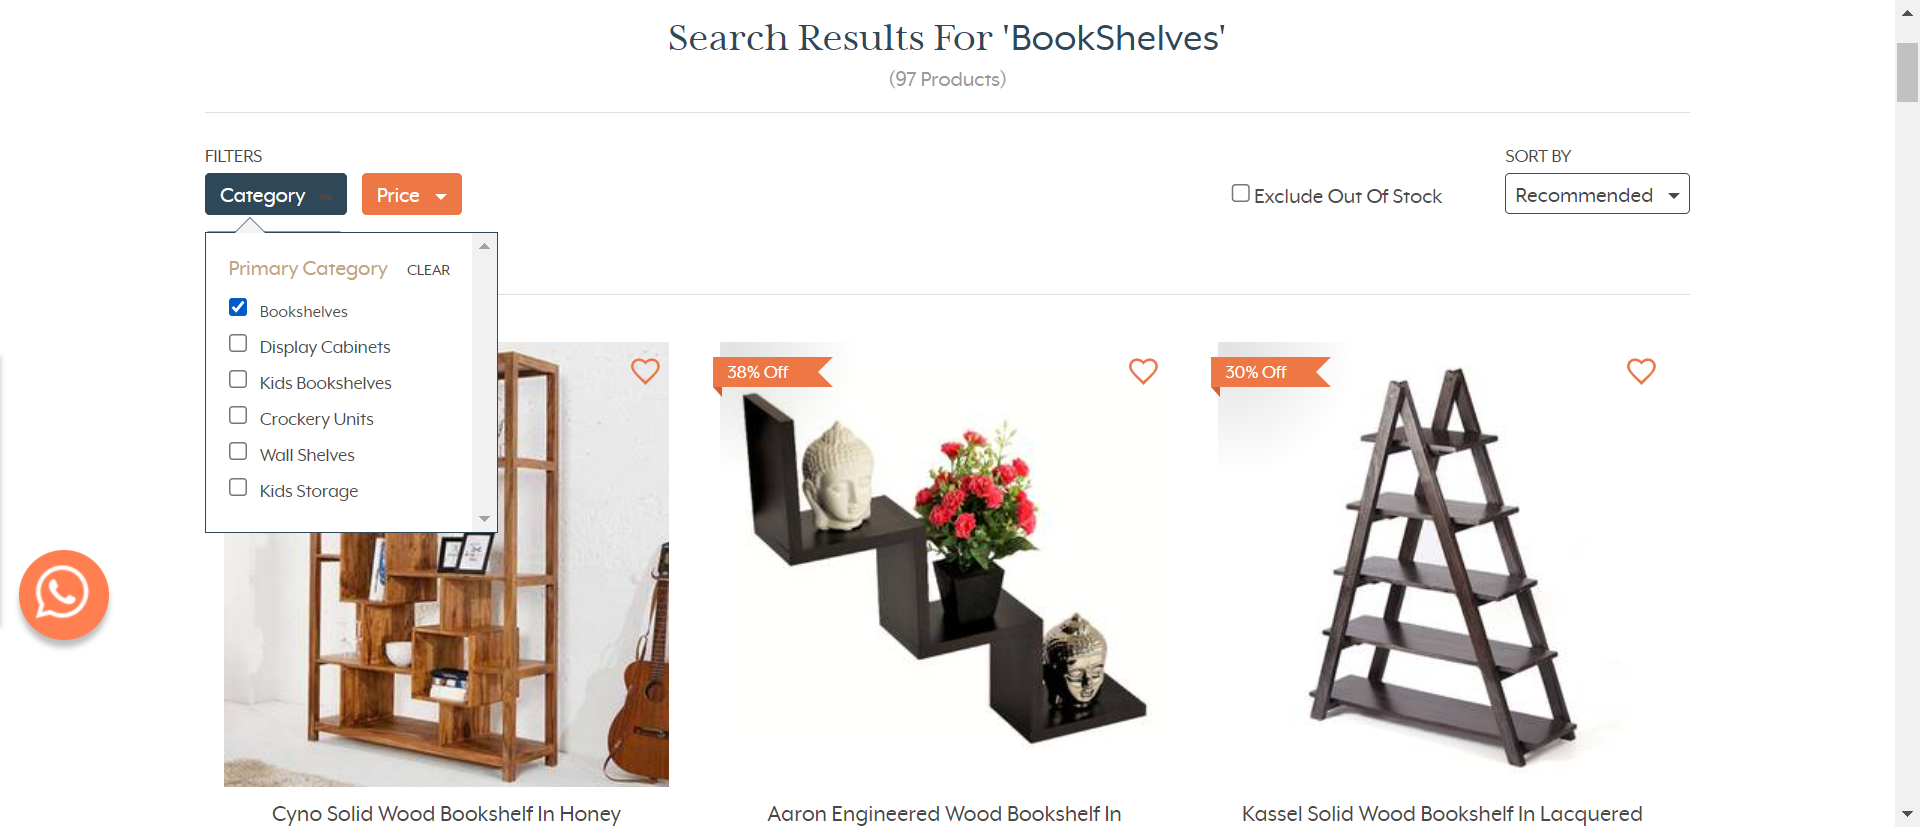 Search Results For 'BookShelves'
(97 Products)
FILTERS
SORT BY
Category
Price
Exclude Out Of Stock
Recommended
Primary Category CLEAR
Bookshelves
Display Cabinets
Kids Bookshelves
Crockery Units
Wall Shelves
Kids Storage
38% Off
30% Off
Cyno Solid Wood Bookshelf In Honey
Aaron Engineered Wood Bookshelf In
Kassel Solid Wood Bookshelf In Lacquered